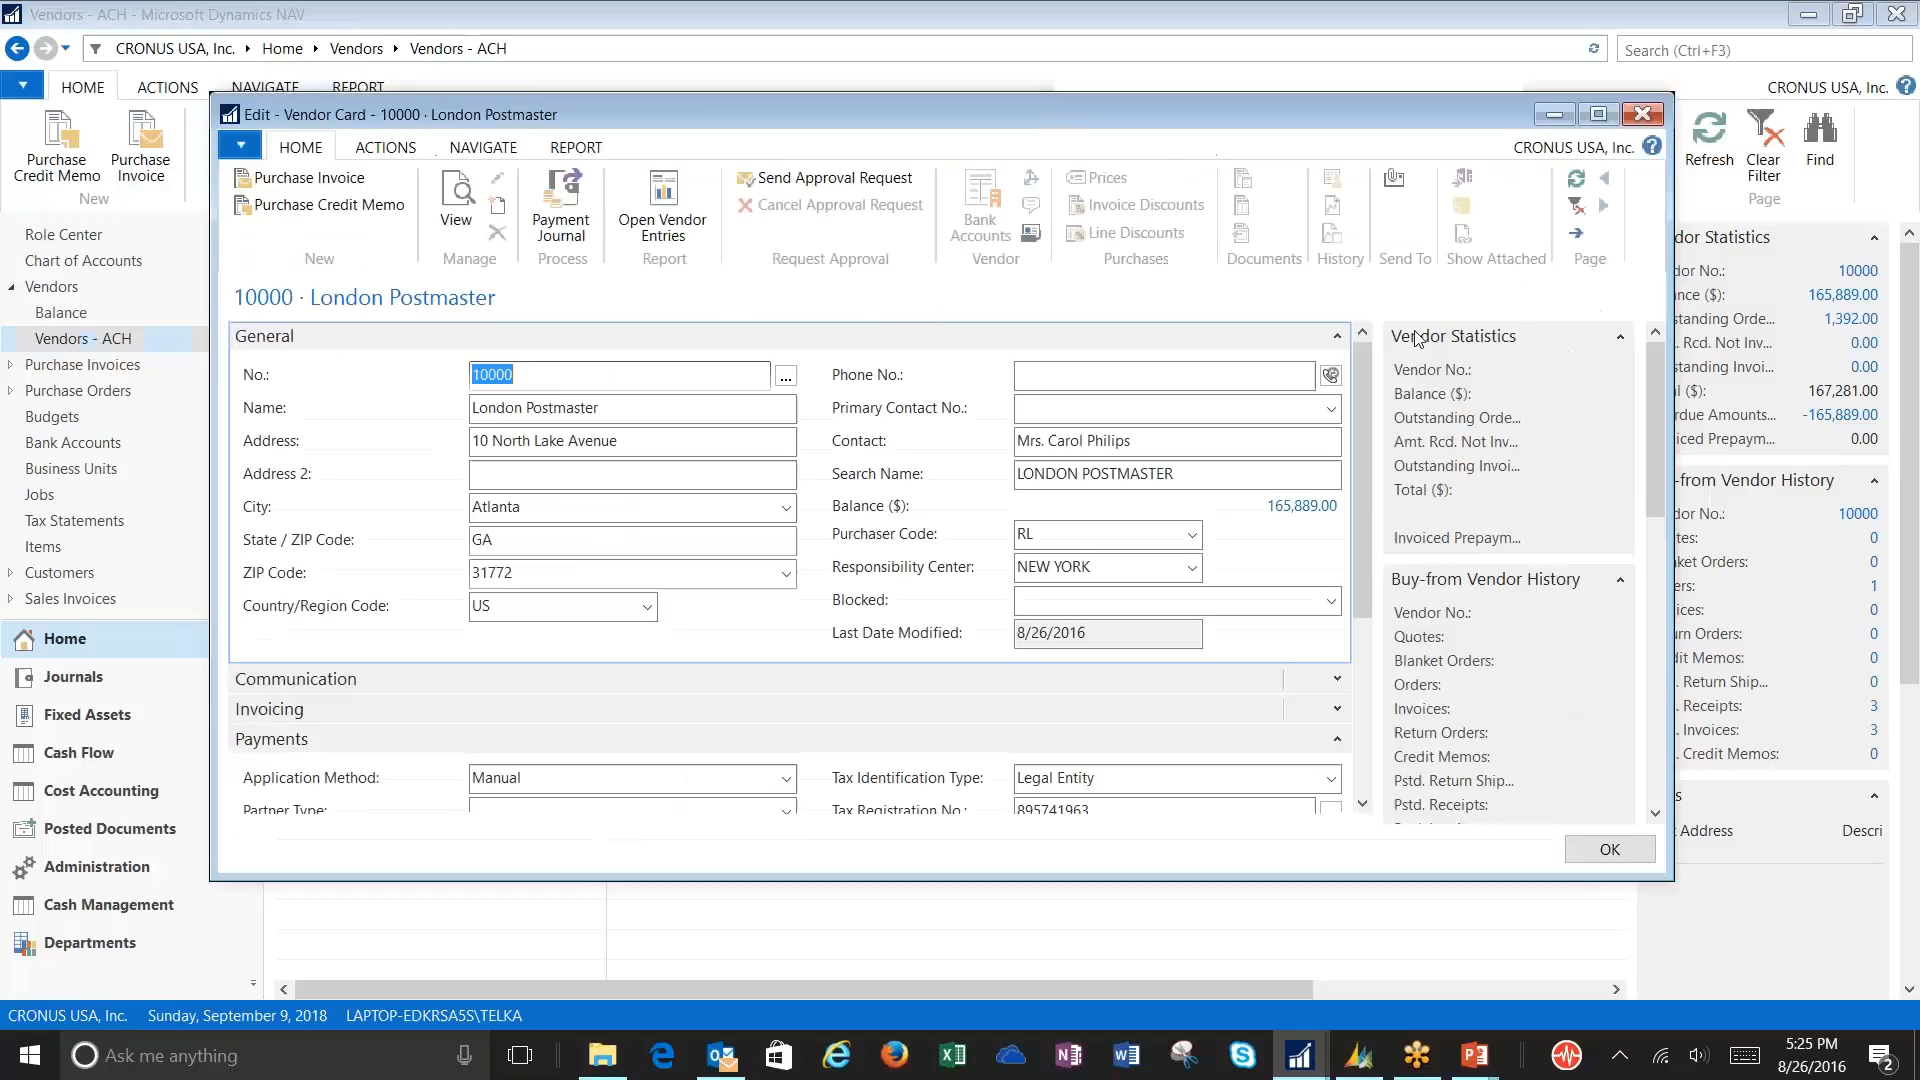 Vendors - ACH - Microsoft Dynamics NAV
CRONUS USA, Inc. Home Vendors Vendors - ACH
Search (Ctrl+F3)
HOME ACTIONS NAVIGATE REPORT
CRONUS USA, Inc.
Purchase Credit Memo
Purchase Invoice
New
Refresh
Clear Filter
Find
Page
Role Center
Chart of Accounts
Vendors
Balance
Vendors - ACH
Purchase Invoices
Purchase Orders
Budgets
Bank Accounts
Business Units
Jobs
Tax Statements
Items
Customers
Sales Invoices
Home
Journals
Fixed Assets
Cash Flow
Cost Accounting
Posted Documents
Administration
Cash Management
Departments
Edit - Vendor Card - 10000 · London Postmaster
HOME ACTIONS NAVIGATE REPORT
CRONUS USA, Inc.
Purchase Invoice
Purchase Credit Memo
New
View
Manage
Payment Journal
Process
Open Vendor Entries
Report
Send Approval Request
Cancel Approval Request
Request Approval
Bank Accounts
Vendor
Prices
Invoice Discounts
Line Discounts
Purchases
Documents
History
Send To
Show Attached
Page
10000 · London Postmaster
General
No.: 10000 ...
Name: London Postmaster
Address: 10 North Lake Avenue
Address 2:
City: Atlanta
State / ZIP Code: GA
ZIP Code: 31772
Country/Region Code: US
Phone No.:
Primary Contact No.:
Contact: Mrs. Carol Philips
Search Name: LONDON POSTMASTER
Balance ($): 165,889.00
Purchaser Code: RL
Responsibility Center: NEW YORK
Blocked:
Last Date Modified: 8/26/2016
Communication
Invoicing
Payments
Application Method: Manual
Partner Type:
Tax Identification Type: Legal Entity
Tax Registration No.: 895741963
Vendor Statistics
Vendor No.:
Balance ($):
Outstanding Orde...
Amt. Rcd. Not Inv...
Outstanding Invoi...
Total ($):
Invoiced Prepaym...
Buy-from Vendor History
Vendor No.:
Quotes:
Blanket Orders:
Orders:
Invoices:
Return Orders:
Credit Memos:
Pstd. Return Ship...
Pstd. Receipts:
OK
dor Statistics
dor No.: 10000
nce ($): 165,889.00
standing Orde... 1,392.00
. Rcd. Not Inv... 0.00
standing Invoi... 0.00
l ($): 167,281.00
rdue Amounts... -165,889.00
iced Prepaym... 0.00
-from Vendor History
dor No.: 10000
tes: 0
nket Orders: 0
ers: 1
ices: 0
urn Orders: 0
dit Memos: 0
. Return Ship... 0
. Receipts: 3
. Invoices: 3
. Credit Memos: 0
s
t Address Descri
CRONUS USA, Inc. Sunday, September 9, 2018 LAPTOP-EDKRSA5S\TELKA
Ask me anything
5:25 PM
8/26/2016
2